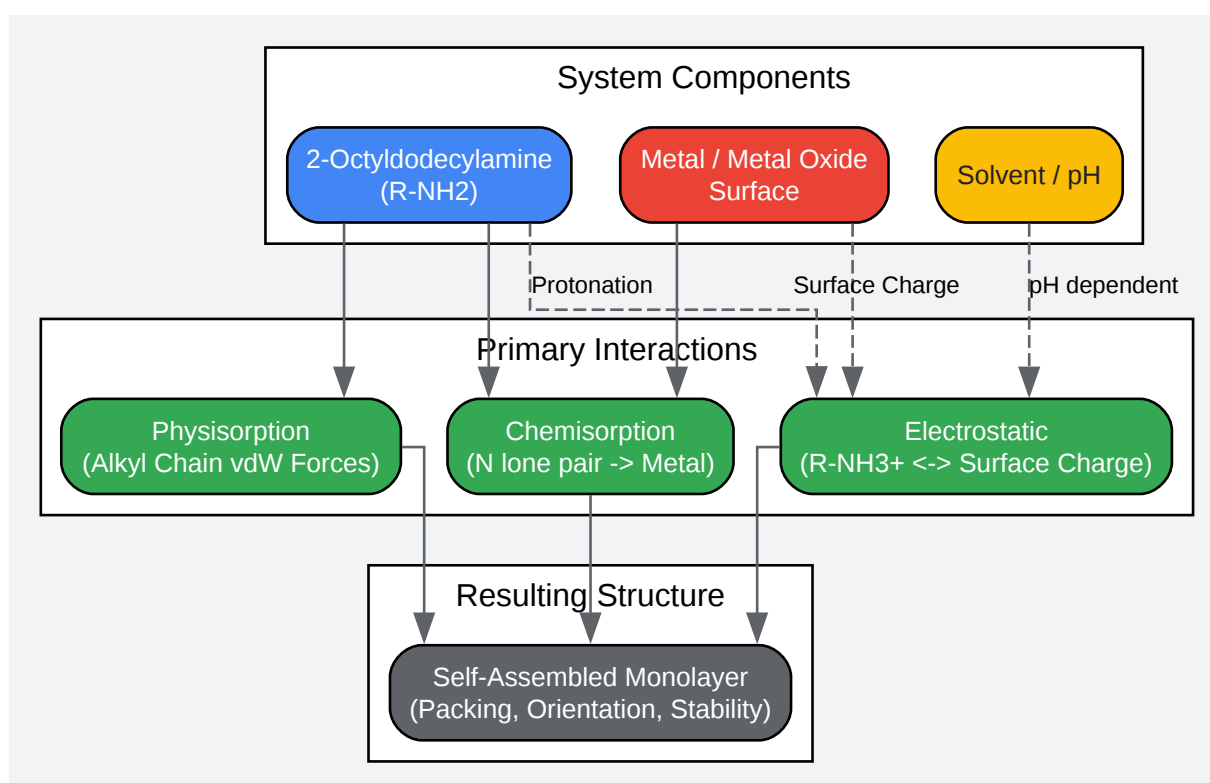 System Components
2-Octyldodecylamine
(R-NH2)
Metal / Metal Oxide
Surface
Solvent / pH
Protonation
Surface Charge
pH dependent
Primary Interactions
Physisorption
(Alkyl Chain vdW Forces)
Chemisorption
(N lone pair -> Metal)
Electrostatic
(R-NH3+ <-> Surface Charge)
Resulting Structure
Self-Assembled Monolayer
(Packing, Orientation, Stability)